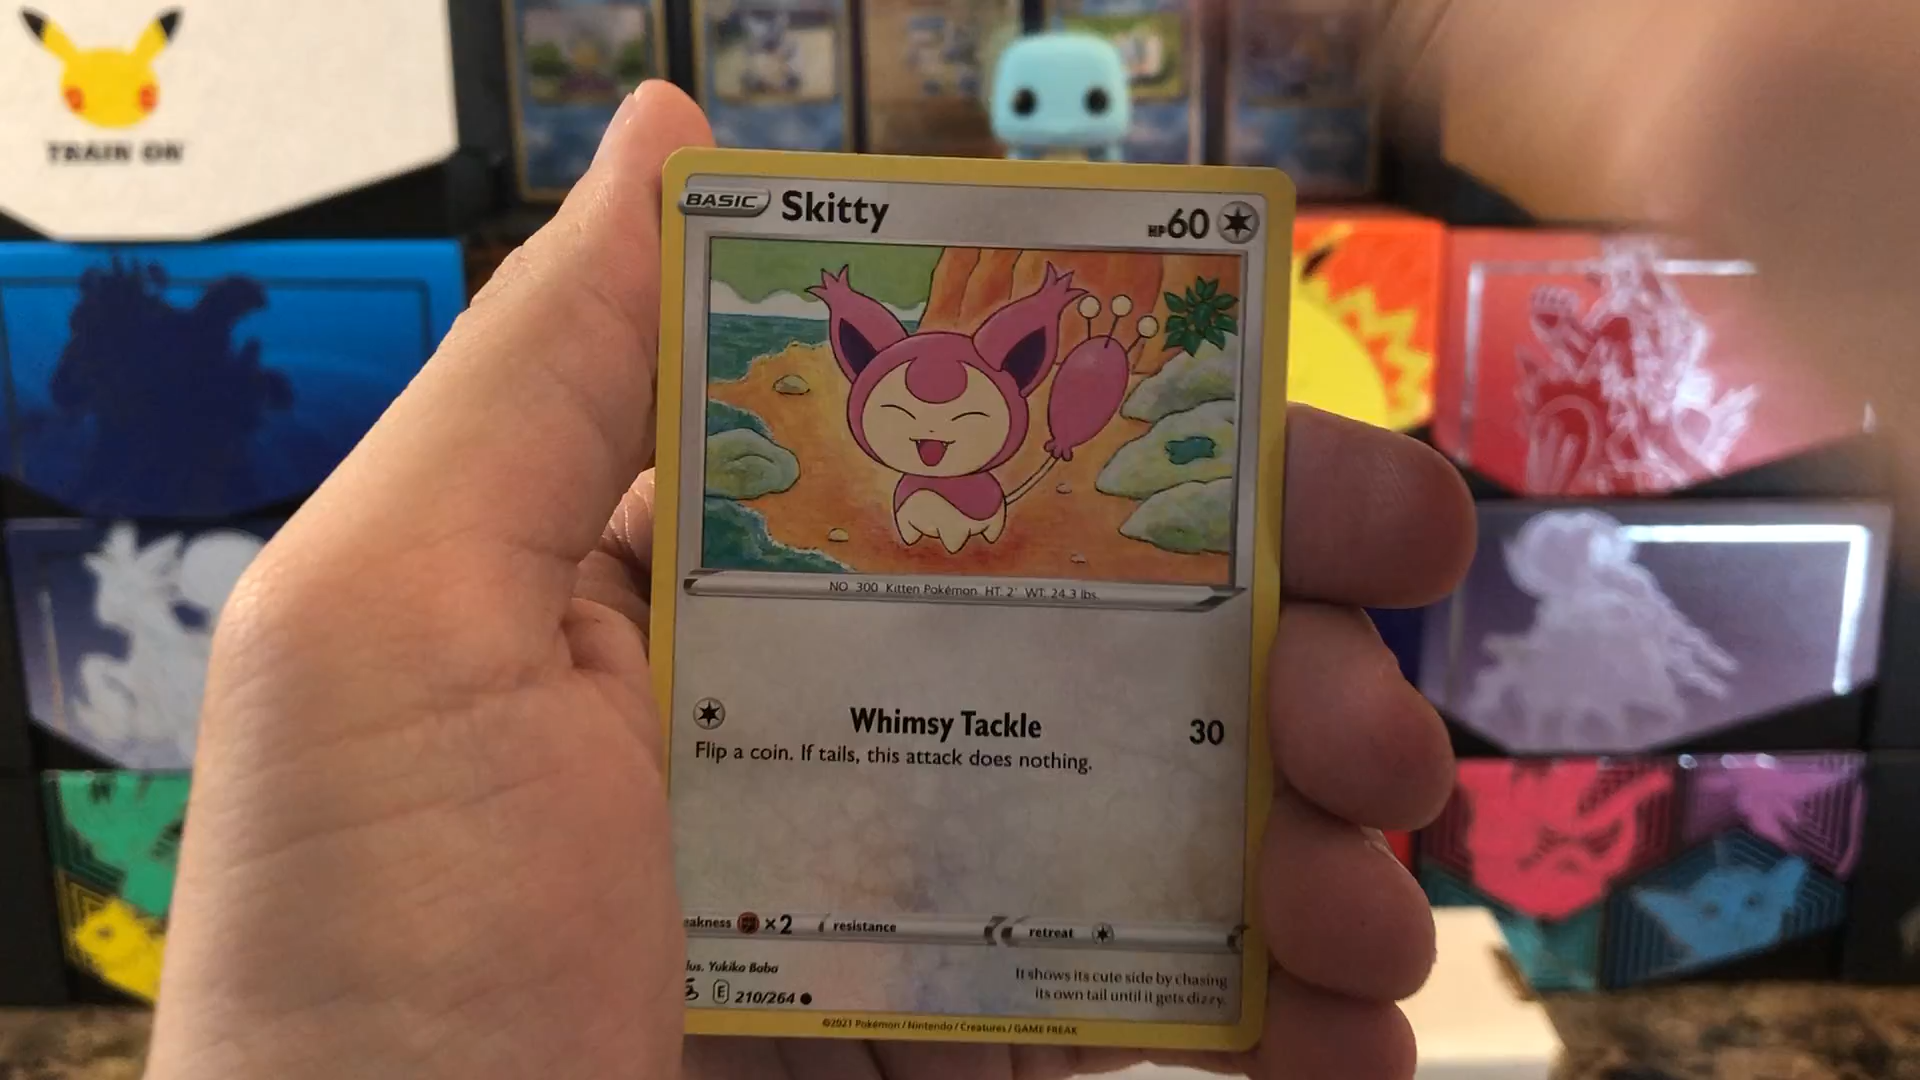 TRAIN ON
BASIC Skitty HP 60
NO. 300 Kitten Pokémon HT. 2' WT. 24.3 lbs.
Whimsy Tackle 30
Flip a coin. If tails, this attack does nothing.
eakness ×2 resistance retreat
lus. Yukiko Baba
It shows its cute side by chasing
its own tail until it gets dizzy.
E 210/264
©2021 Pokémon / Nintendo / Creatures / GAME FREAK